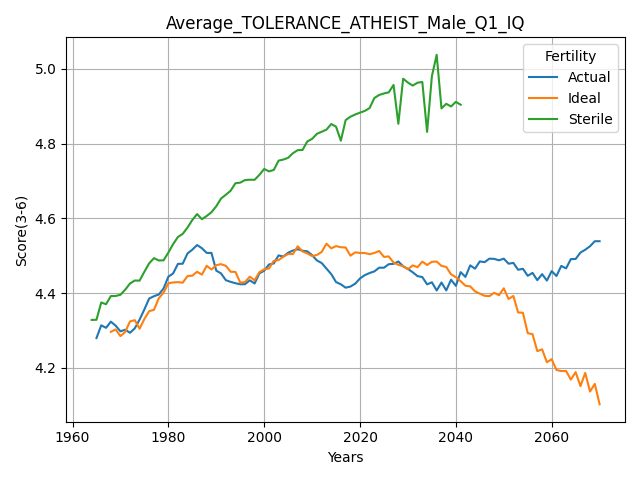 Average_TOLERANCE_ATHEIST_Male_Q1_IQ
Fertility
Actual
Ideal
Sterile
Score(3-6)
5.0
4.8
4.6
4.4
4.2
1960 1980 2000 2020 2040 2060
Years